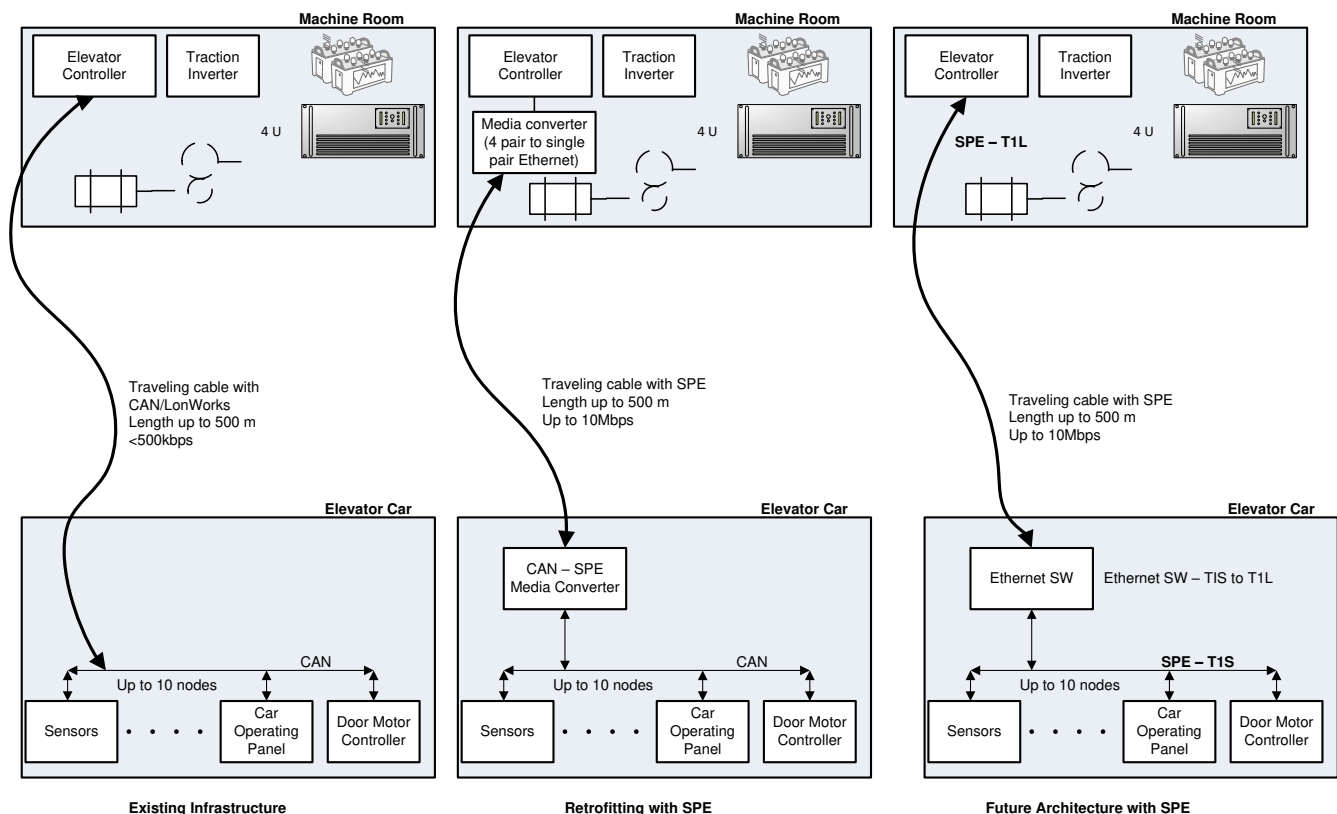 Machine Room
Elevator
Controller
Traction
Inverter
4 U
Traveling cable with
CAN/LonWorks
Length up to 500 m
<500kbps
Elevator Car
CAN
Up to 10 nodes
Sensors
Car
Operating
Panel
Door Motor
Controller
Existing Infrastructure
Machine Room
Elevator
Controller
Traction
Inverter
Media converter
(4 pair to single
pair Ethernet)
4 U
Traveling cable with SPE
Length up to 500 m
Up to 10Mbps
Elevator Car
CAN – SPE
Media Converter
CAN
Up to 10 nodes
Sensors
Car
Operating
Panel
Door Motor
Controller
Retrofitting with SPE
Machine Room
Elevator
Controller
Traction
Inverter
SPE – T1L
4 U
Traveling cable with SPE
Length up to 500 m
Up to 10Mbps
Elevator Car
Ethernet SW
Ethernet SW – TIS to T1L
SPE – T1S
Up to 10 nodes
Sensors
Car
Operating
Panel
Door Motor
Controller
Future Architecture with SPE